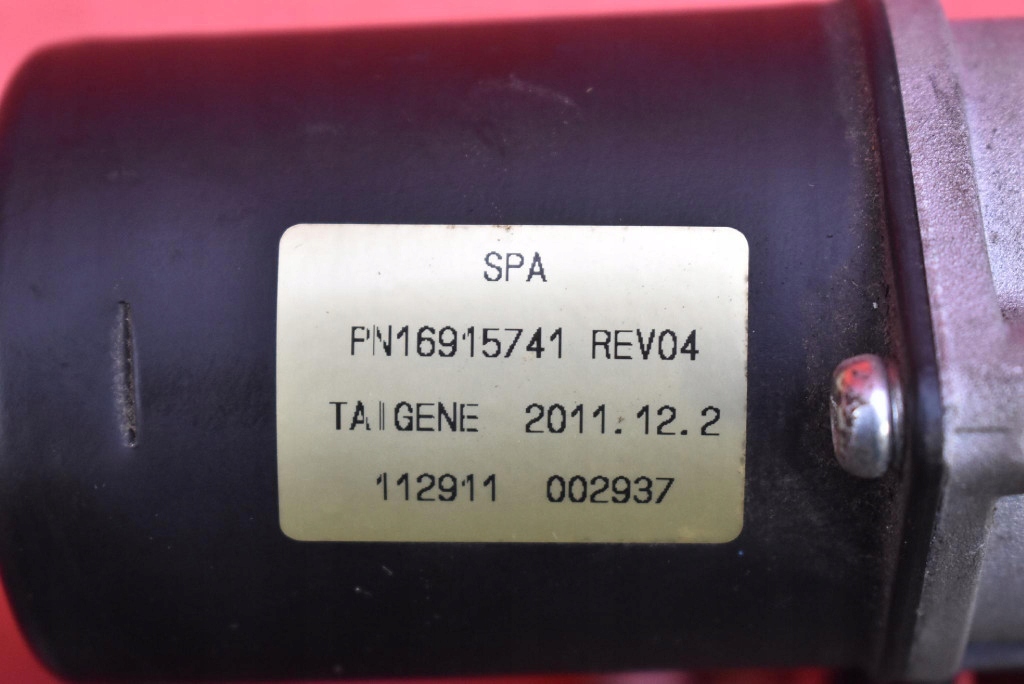 SPA
PN16915741 REV04
TAIGENE 2011.12.2
112911 002937